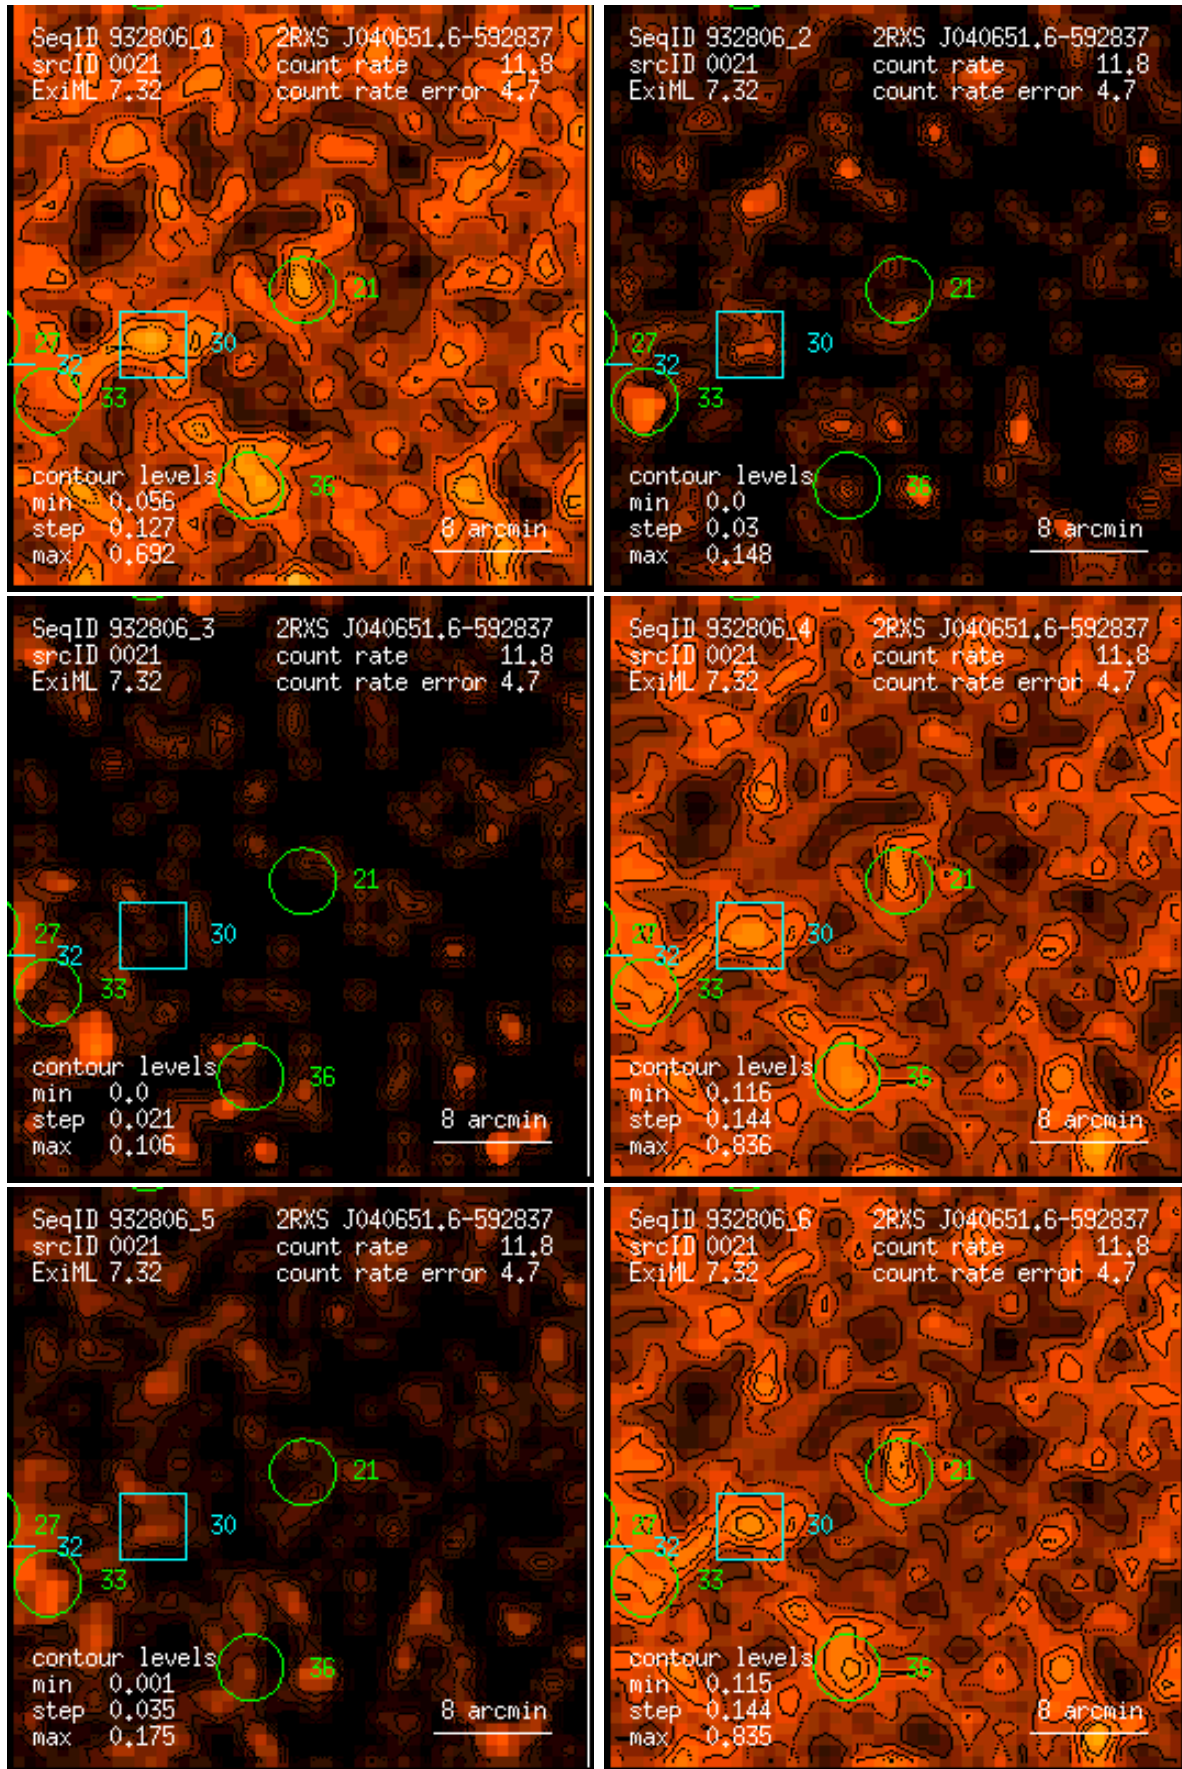 SeqID 932806_1 2RXS J040651.6-592837
srcID 0021 count rate 11.8
ExiML 7.32 count rate error 4.7
21
30
27
32
33
36
contour levels
min 0.056
step 0.127
max 0.692
8 arcmin
SeqID 932806_2 2RXS J040651.6-592837
srcID 0021 count rate 11.8
ExiML 7.32 count rate error 4.7
21
30
27
32
33
36
contour levels
min 0.0
step 0.03
max 0.148
8 arcmin
SeqID 932806_3 2RXS J040651.6-592837
srcID 0021 count rate 11.8
ExiML 7.32 count rate error 4.7
21
30
27
32
33
36
contour levels
min 0.0
step 0.021
max 0.106
8 arcmin
SeqID 932806_4 2RXS J040651.6-592837
srcID 0021 count rate 11.8
ExiML 7.32 count rate error 4.7
21
30
27
32
33
36
contour levels
min 0.116
step 0.144
max 0.836
8 arcmin
SeqID 932806_5 2RXS J040651.6-592837
srcID 0021 count rate 11.8
ExiML 7.32 count rate error 4.7
21
30
27
32
33
36
contour levels
min 0.001
step 0.035
max 0.175
8 arcmin
SeqID 932806_6 2RXS J040651.6-592837
srcID 0021 count rate 11.8
ExiML 7.32 count rate error 4.7
21
30
27
32
33
36
contour levels
min 0.115
step 0.144
max 0.835
8 arcmin